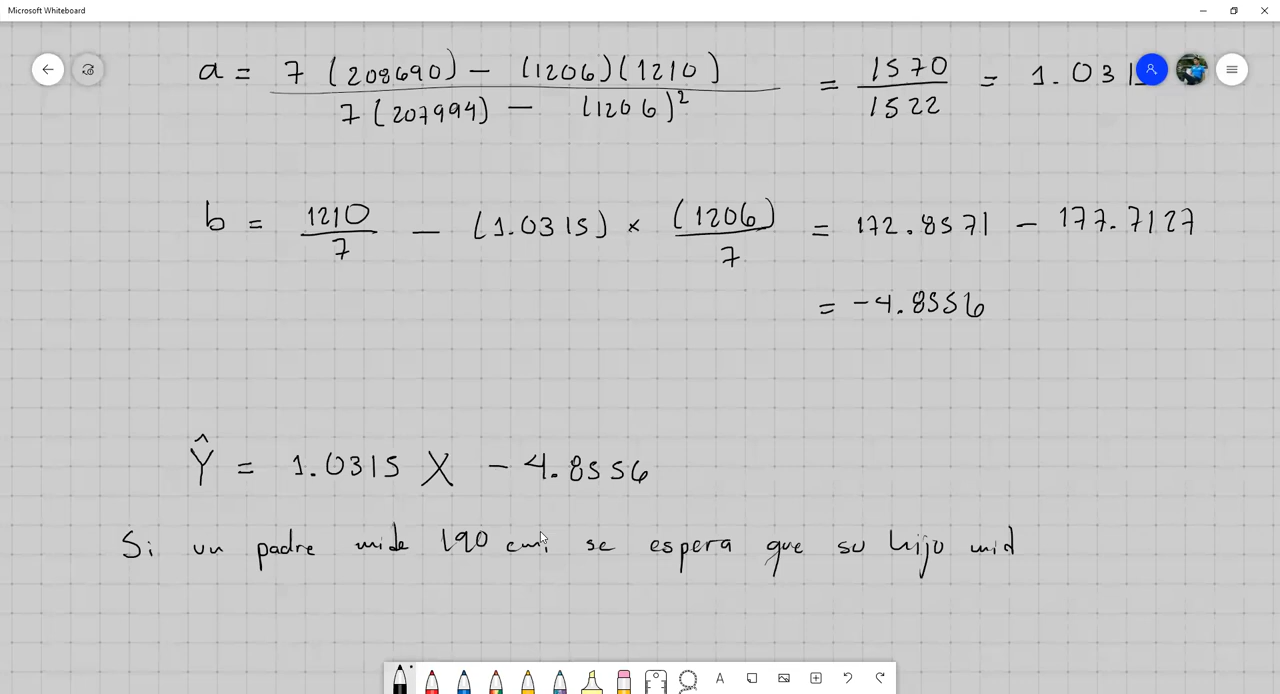 Microsoft Whiteboard
a = 7 (208690) − (1206)(1210) / 7 (207994) − (1206)² = 1570 / 1522 = 1.031
b = 1210 / 7 − (1.0315) × (1206) / 7 = 172.8571 − 177.7127
= −4.8556
Ŷ = 1.0315 X − 4.8556
Si un padre mide 190 cm, se espera que su hijo mid
A